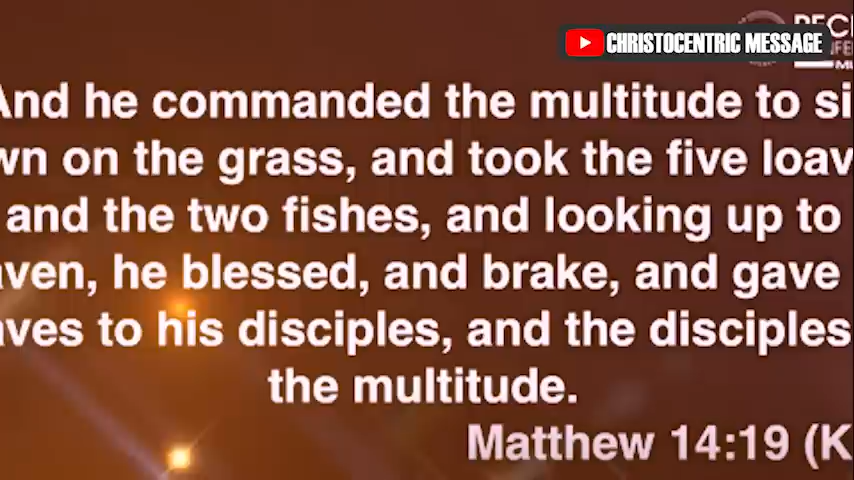 CHRISTOCENTRIC MESSAGE
And he commanded the multitude to si
wn on the grass, and took the five loav
and the two fishes, and looking up to
aven, he blessed, and brake, and gave
aves to his disciples, and the disciples
the multitude.
Matthew 14:19 (K